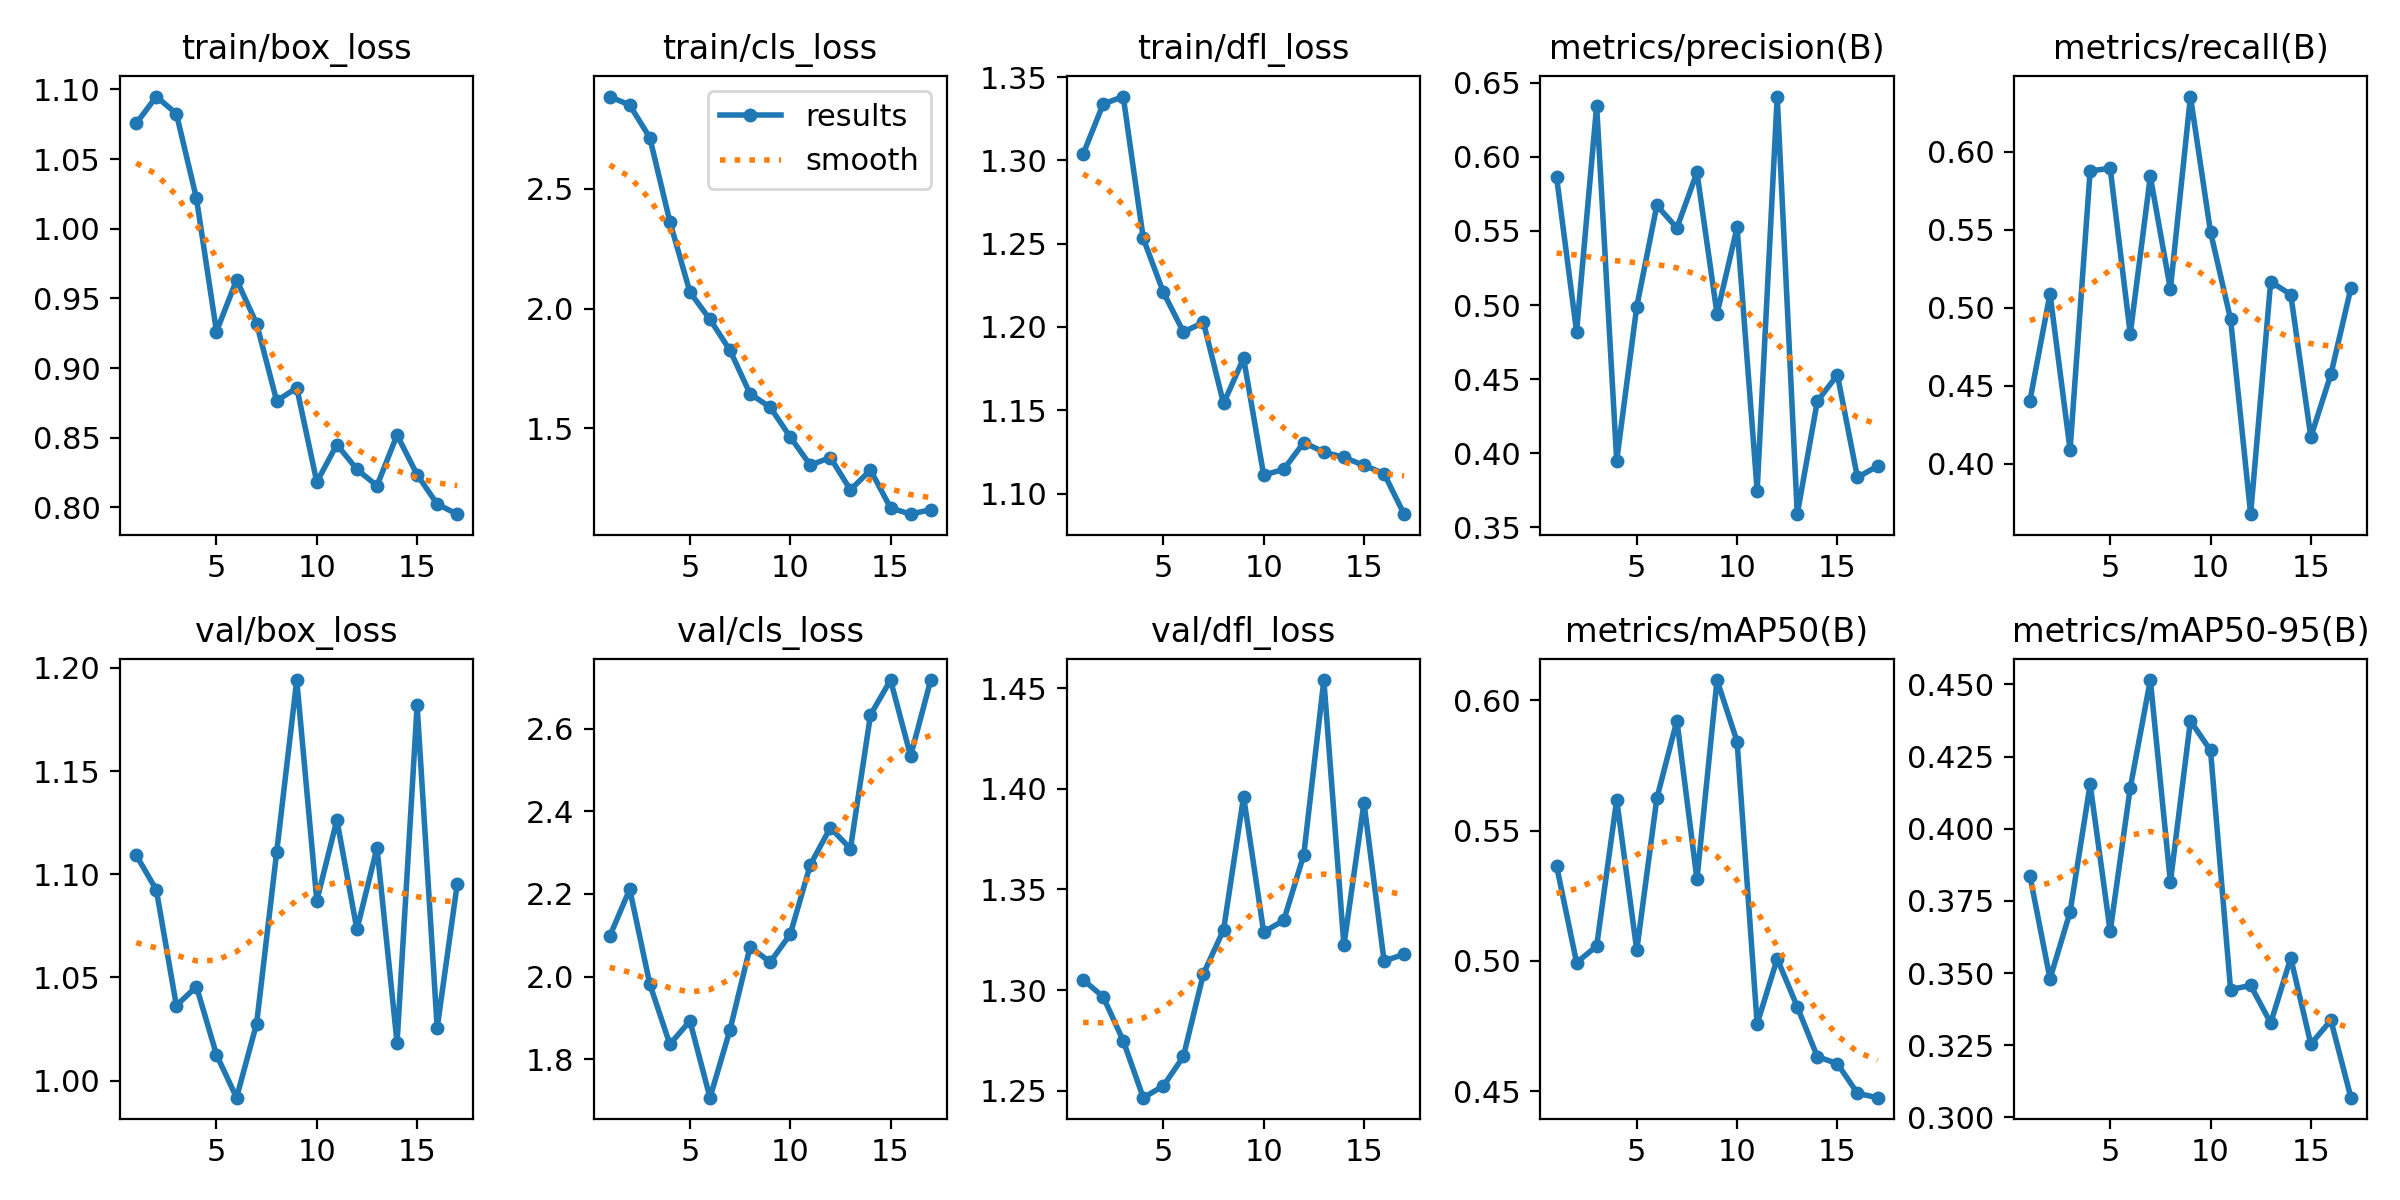 train/box_loss
train/cls_loss
train/dfl_loss
metrics/precision(B)
metrics/recall(B)
1.10
1.05
1.00
0.95
0.90
0.85
0.80
5 10 15
results
smooth
2.5
2.0
1.5
5 10 15
1.35
1.30
1.25
1.20
1.15
1.10
5 10 15
0.65
0.60
0.55
0.50
0.45
0.40
0.35
5 10 15
0.60
0.55
0.50
0.45
0.40
5 10 15
val/box_loss
val/cls_loss
val/dfl_loss
metrics/mAP50(B)
metrics/mAP50-95(B)
1.20
1.15
1.10
1.05
1.00
5 10 15
2.6
2.4
2.2
2.0
1.8
5 10 15
1.45
1.40
1.35
1.30
1.25
5 10 15
0.60
0.55
0.50
0.45
5 10 15
0.450
0.425
0.400
0.375
0.350
0.325
0.300
5 10 15